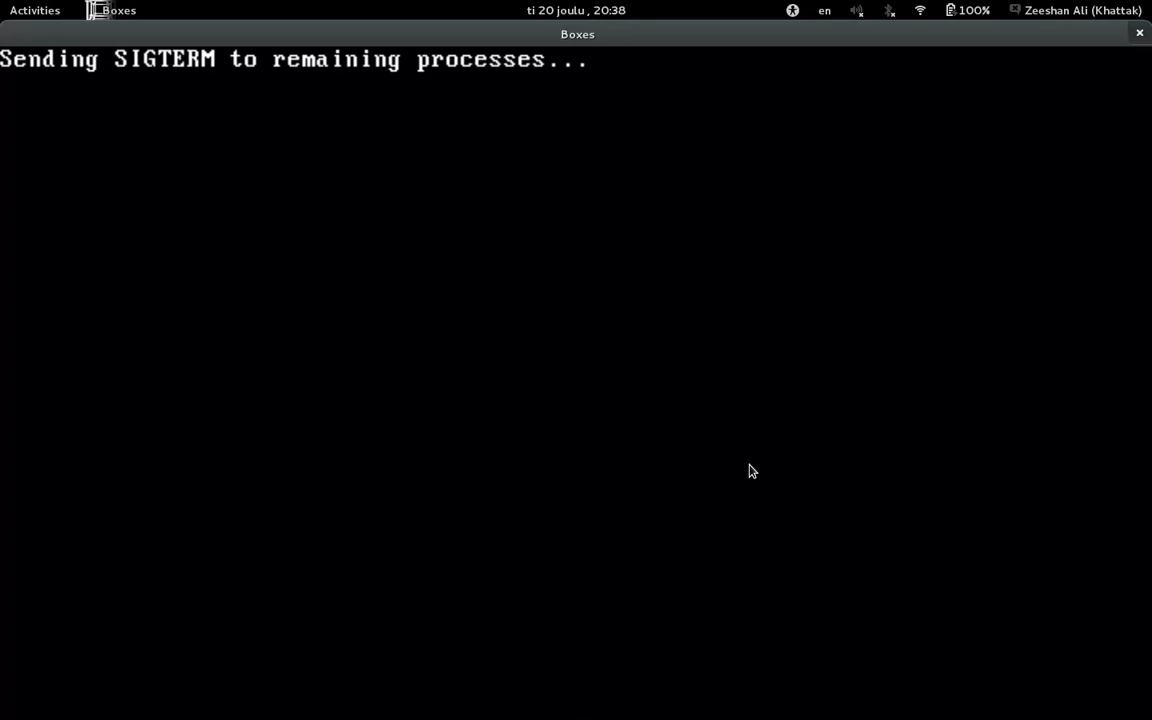 Activities Boxes ti 20 joulu, 20:38 en 100% Zeeshan Ali (Khattak)
Boxes
Sending SIGTERM to remaining processes...